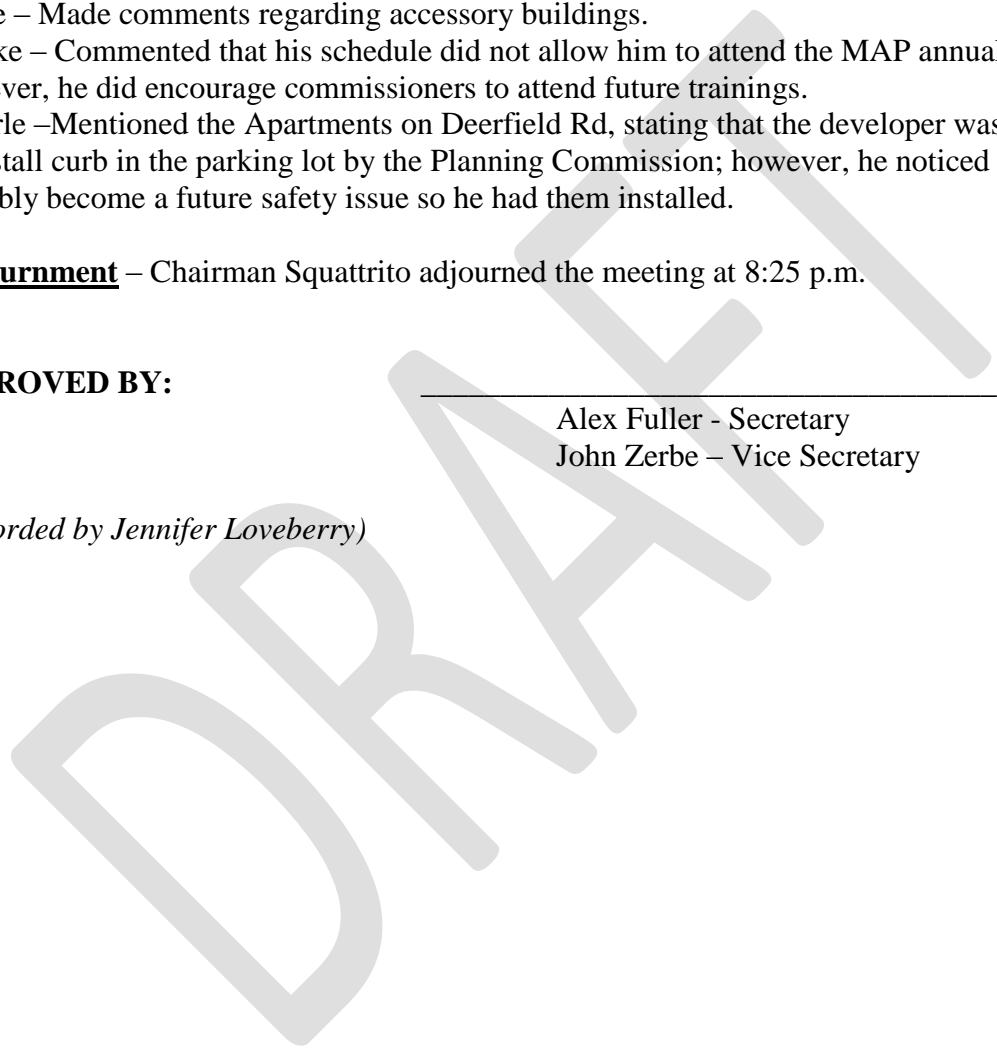 e – Made comments regarding accessory buildings.
ke – Commented that his schedule did not allow him to attend the MAP annual
ever, he did encourage commissioners to attend future trainings.
rle –Mentioned the Apartments on Deerfield Rd, stating that the developer was
stall curb in the parking lot by the Planning Commission; however, he noticed
bly become a future safety issue so he had them installed.
urnment – Chairman Squattrito adjourned the meeting at 8:25 p.m.
ROVED BY: ____________________________________
Alex Fuller - Secretary
John Zerbe – Vice Secretary
orded by Jennifer Loveberry)
DRAFT